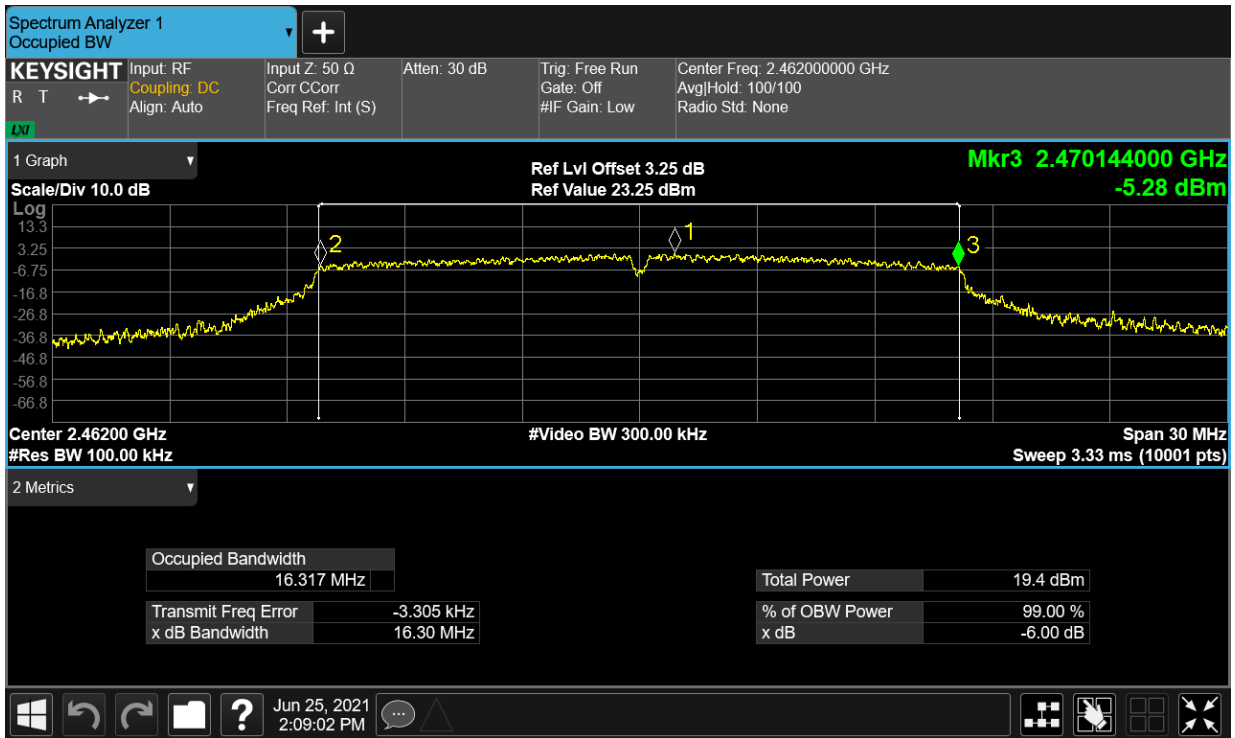 Spectrum Analyzer 1
Occupied BW
▼
+
KEYSIGHT
R T
LXI
Input: RF
Coupling: DC
Align: Auto
Input Z: 50 Ω
Corr CCorr
Freq Ref: Int (S)
Atten: 30 dB
Trig: Free Run
Gate: Off
#IF Gain: Low
Center Freq: 2.462000000 GHz
Avg|Hold: 100/100
Radio Std: None
1 Graph ▼
Ref Lvl Offset 3.25 dB
Mkr3 2.470144000 GHz
Scale/Div 10.0 dB
Ref Value 23.25 dBm
-5.28 dBm
Log
13.3
3.25
-6.75
-16.8
-26.8
-36.8
-46.8
-56.8
-66.8
2
1
3
Center 2.46200 GHz
#Video BW 300.00 kHz
Span 30 MHz
#Res BW 100.00 kHz
Sweep 3.33 ms (10001 pts)
2 Metrics ▼
Occupied Bandwidth
16.317 MHz
Total Power 19.4 dBm
Transmit Freq Error -3.305 kHz
% of OBW Power 99.00 %
x dB Bandwidth 16.30 MHz
x dB -6.00 dB
?
Jun 25, 2021
2:09:02 PM